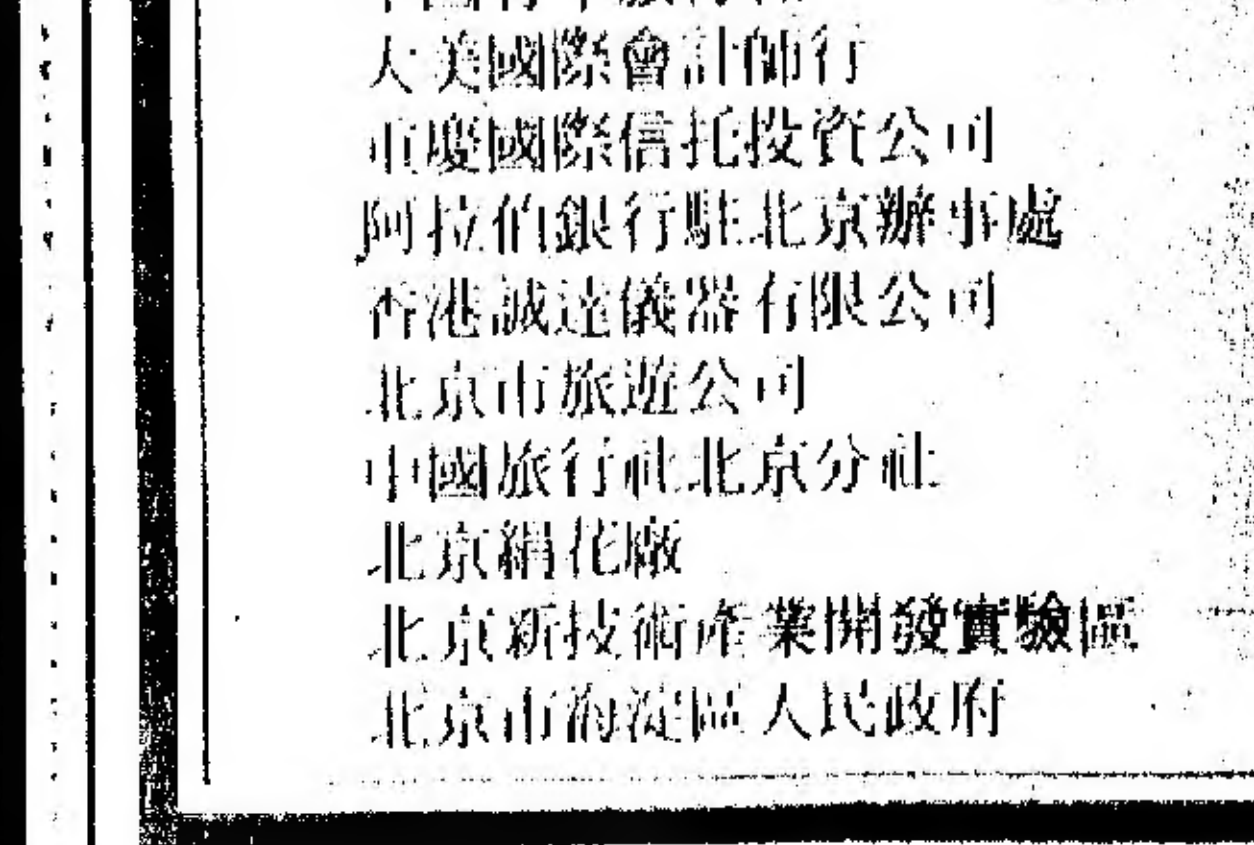 大美國際會計師行
重慶國際信托投資公司
阿拉伯銀行駐北京辦事處
香港誠達儀器有限公司
北京市旅遊公司
中國旅行社北京分社
北京絹花廠
北京新技術產業開發實驗區
北京市海淀區人民政府